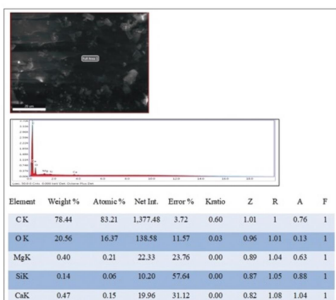 Element Weight % Atomic % Net Int. Error % Kratio Z R A F
C K 78.44 83.21 1,377.48 3.72 0.60 1.01 1 0.76 1
O K 20.56 16.37 138.58 11.57 0.03 0.96 1.01 0.13 1
MgK 0.40 0.21 22.33 23.76 0.00 0.89 1.04 0.63 1
SiK 0.14 0.06 10.20 57.64 0.00 0.87 1.05 0.88 1
CaK 0.47 0.15 19.96 31.12 0.00 0.82 1.08 1.04 1